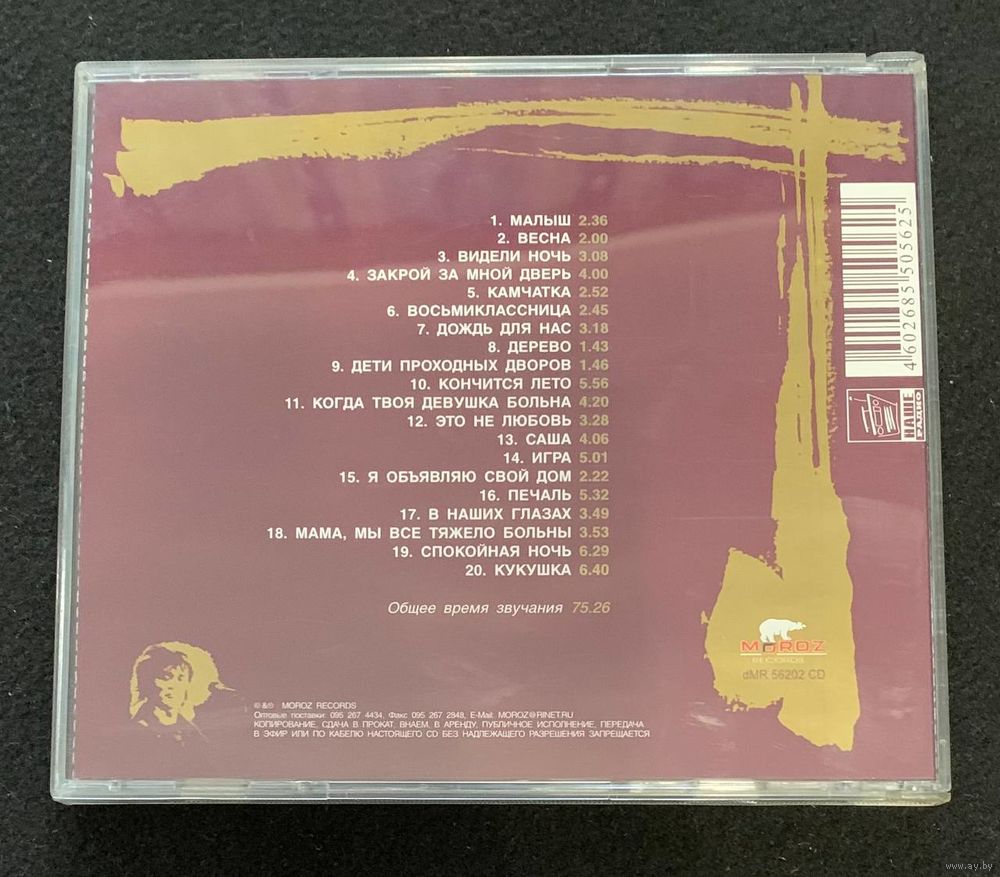 1. МАЛЫШ 2.36
2. ВЕСНА 2.00
3. ВИДЕЛИ НОЧЬ 3.08
4. ЗАКРОЙ ЗА МНОЙ ДВЕРЬ 4.00
5. КАМЧАТКА 2.52
6. ВОСЬМИКЛАССНИЦА 2.45
7. ДОЖДЬ ДЛЯ НАС 3.18
8. ДЕРЕВО 1.43
9. ДЕТИ ПРОХОДНЫХ ДВОРОВ 1.46
10. КОНЧИТСЯ ЛЕТО 5.56
11. КОГДА ТВОЯ ДЕВУШКА БОЛЬНА 4.20
12. ЭТО НЕ ЛЮБОВЬ 3.28
13. САША 4.06
14. ИГРА 5.01
15. Я ОБЪЯВЛЯЮ СВОЙ ДОМ 2.22
16. ПЕЧАЛЬ 5.32
17. В НАШИХ ГЛАЗАХ 3.49
18. МАМА, МЫ ВСЕ ТЯЖЕЛО БОЛЬНЫ 3.53
19. СПОКОЙНАЯ НОЧЬ 6.29
20. КУКУШКА 6.40
Общее время звучания 75.26
4602685505625
НАШЕ
РАДИО
MOROZ
RECORDS
dMR 56202 CD
℗ & © MOROZ RECORDS
Оптовые поставки: 095 267 4434, Факс 095 267 2848, E-Mail: MOROZ@RINET.RU
КОПИРОВАНИЕ, СДАЧА В ПРОКАТ, ВНАЕМ, В АРЕНДУ, ПУБЛИЧНОЕ ИСПОЛНЕНИЕ, ПЕРЕДАЧА
В ЭФИР ИЛИ ПО КАБЕЛЮ НАСТОЯЩЕГО CD БЕЗ НАДЛЕЖАЩЕГО РАЗРЕШЕНИЯ ЗАПРЕЩАЕТСЯ
www.ay.by